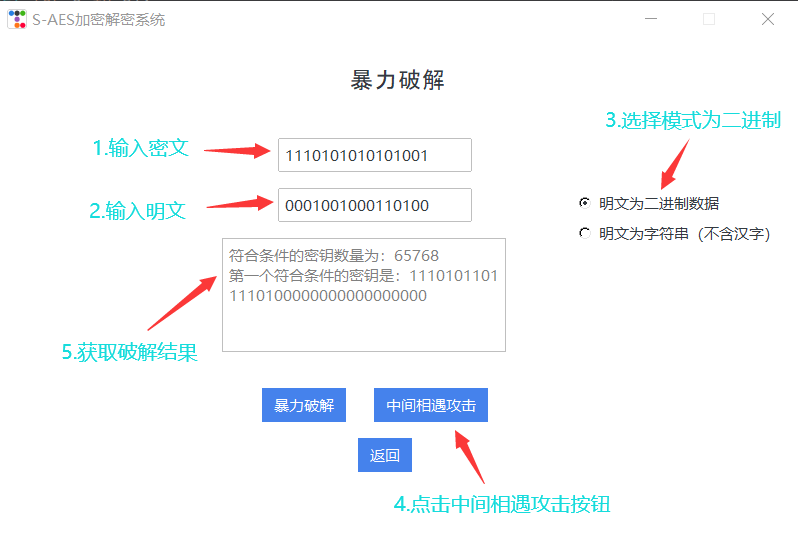 S-AES加密解密系统
暴力破解
3.选择模式为二进制
1.输入密文
1110101010101001
2.输入明文
0001001000110100
明文为二进制数据
明文为字符串（不含汉字）
符合条件的密钥数量为：65768
第一个符合条件的密钥是：1110101101
1110100000000000000000
5.获取破解结果
暴力破解
中间相遇攻击
返回
4.点击中间相遇攻击按钮